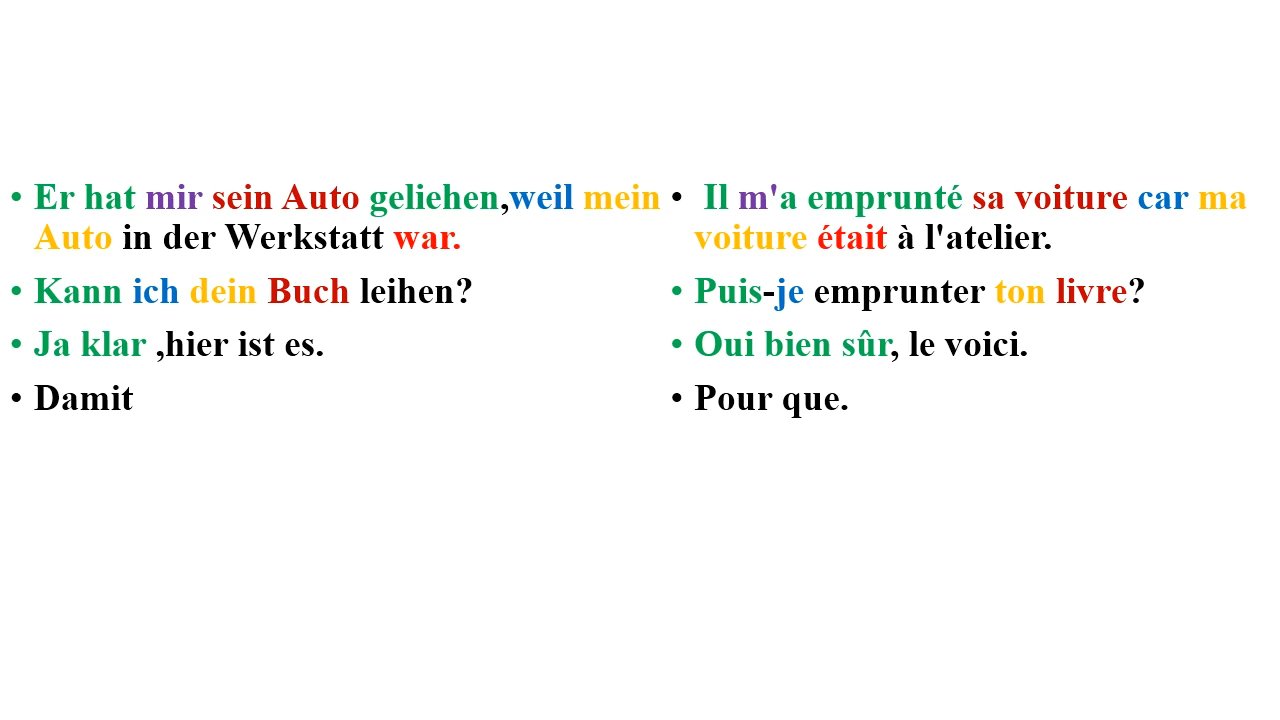 • Er hat mir sein Auto geliehen,weil mein
Auto in der Werkstatt war.
• Kann ich dein Buch leihen?
• Ja klar ,hier ist es.
• Damit
• Il m'a emprunté sa voiture car ma
voiture était à l'atelier.
• Puis-je emprunter ton livre?
• Oui bien sûr, le voici.
• Pour que.